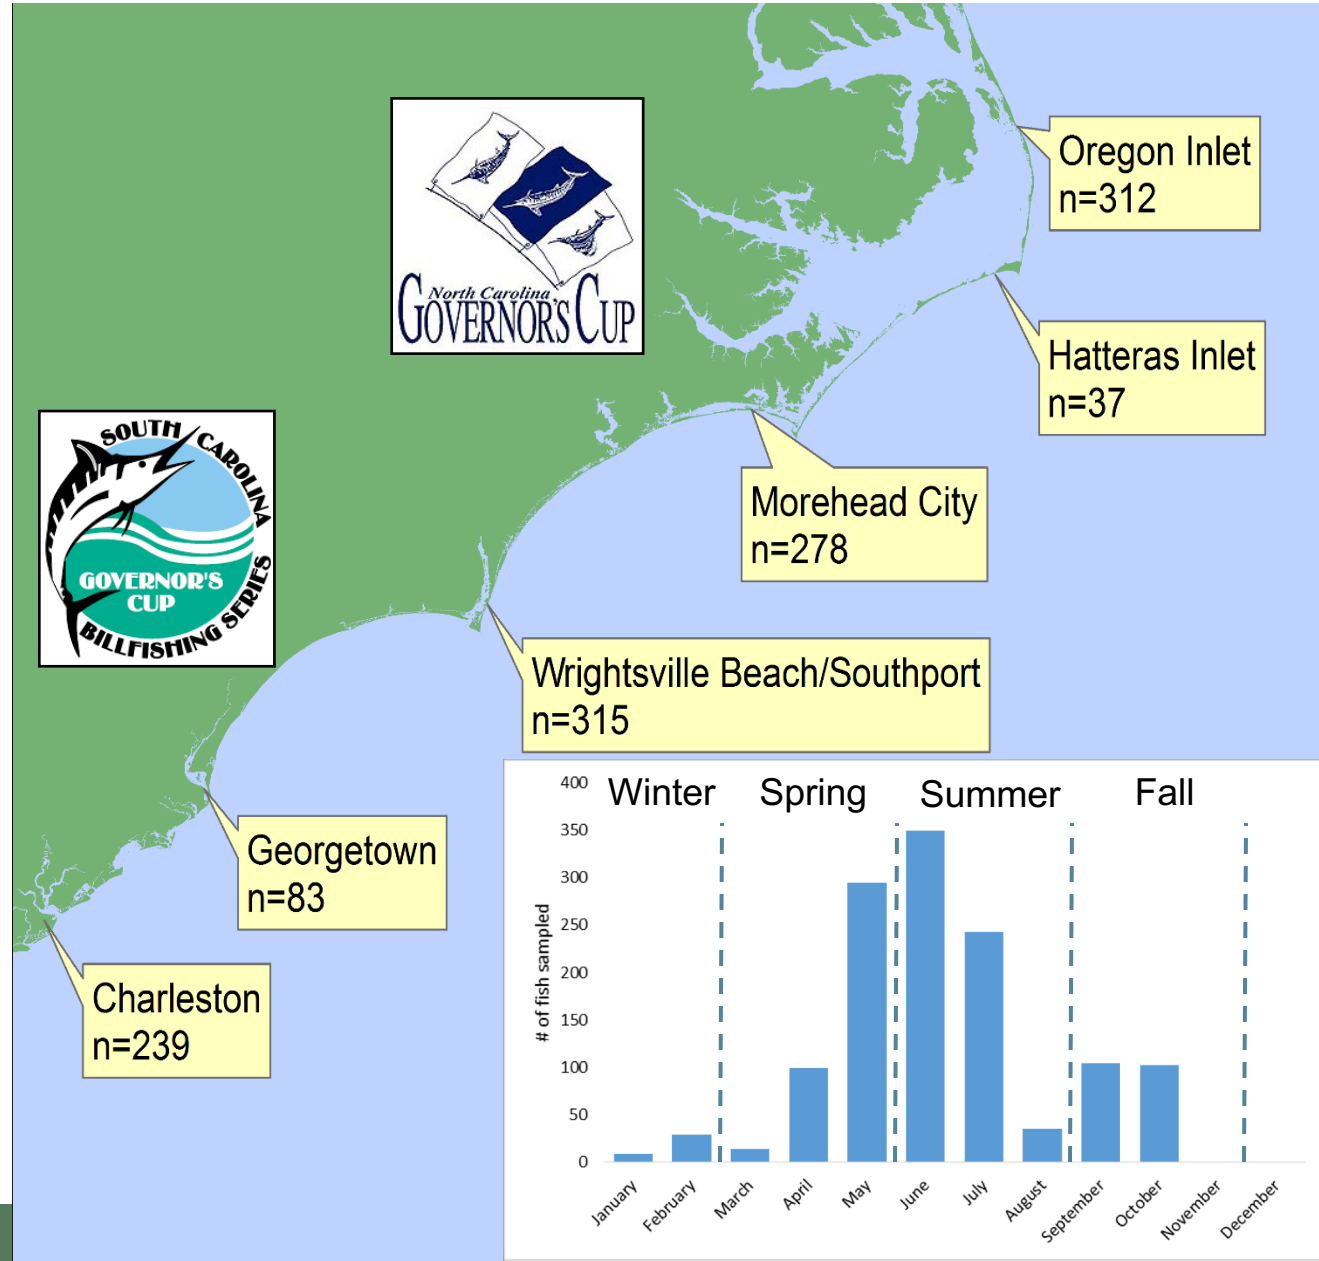 Oregon Inlet
n=312
Hatteras Inlet
n=37
North Carolina
GOVERNOR'S CUP
Morehead City
n=278
SOUTH CAROLINA
GOVERNOR'S
CUP
BILLFISHING SERIES
Wrightsville Beach/Southport
n=315
Georgetown
n=83
Charleston
n=239
Winter Spring Summer Fall
# of fish sampled
400
350
300
250
200
150
100
50
0
January February March April May June July August September October November December